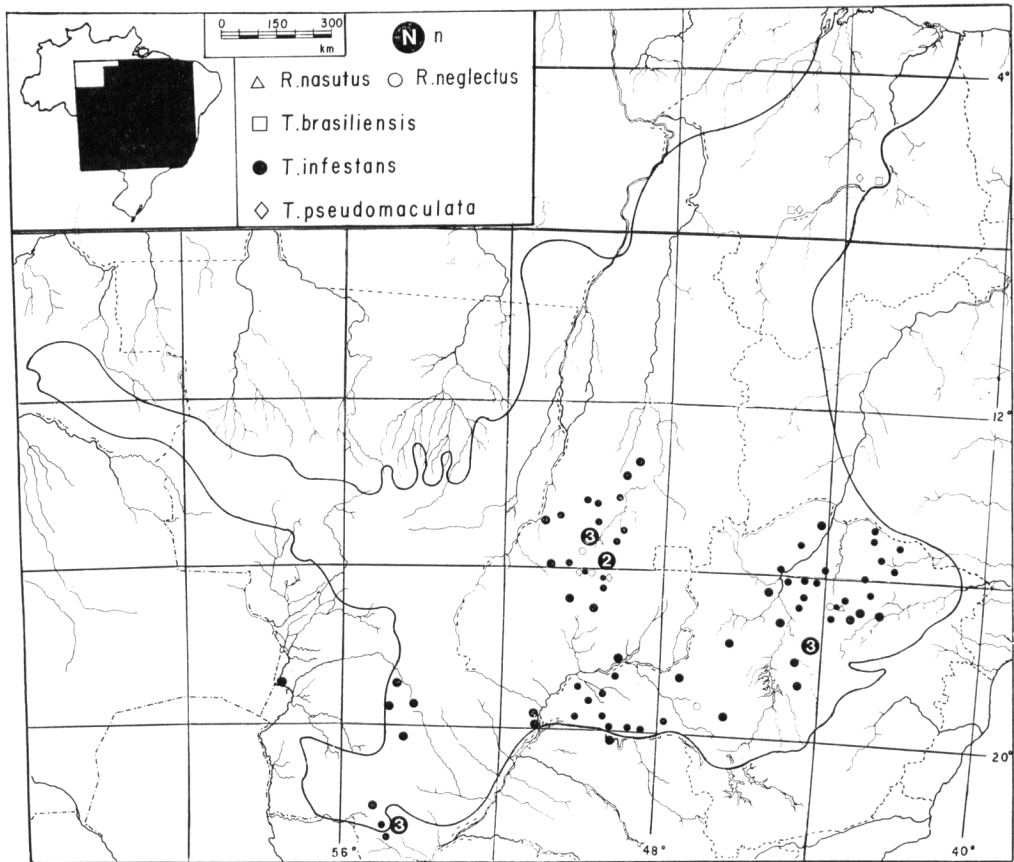 0 150 300
km
N n
R.nasutus R.neglectus
T.brasiliensis
T.infestans
T.pseudomaculata
4°
12°
3
2
3
20°
3
56° 48° 40°